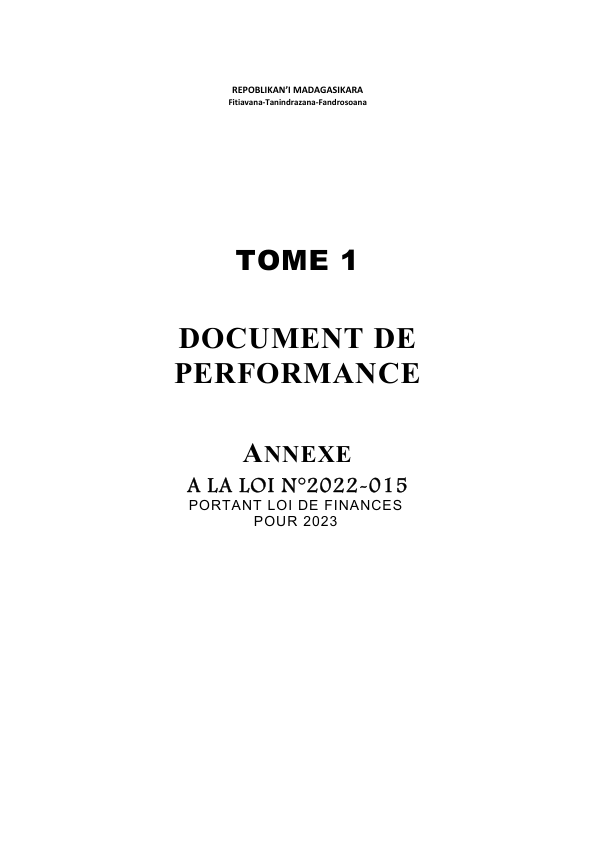 REPOBLIKAN'I MADAGASIKARA
Fitiavana-Tanindrazana-Fandrosoana
TOME 1
DOCUMENT DE
PERFORMANCE
ANNEXE
A LA LOI N°2022-015
PORTANT LOI DE FINANCES
POUR 2023